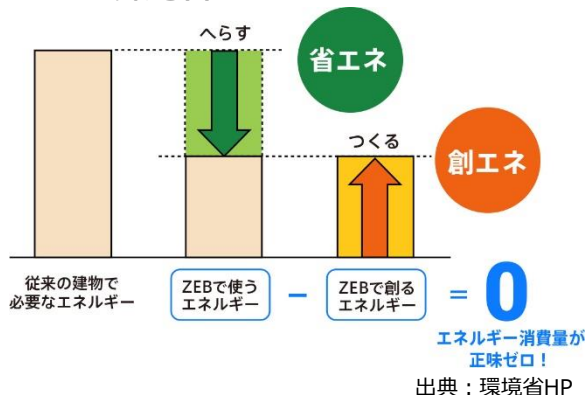 へらす
省エネ
つくる
創エネ
従来の建物で
必要なエネルギー
ZEBで使う
エネルギー
−
ZEBで創る
エネルギー
=
0
エネルギー消費量が
正味ゼロ！
出典：環境省HP